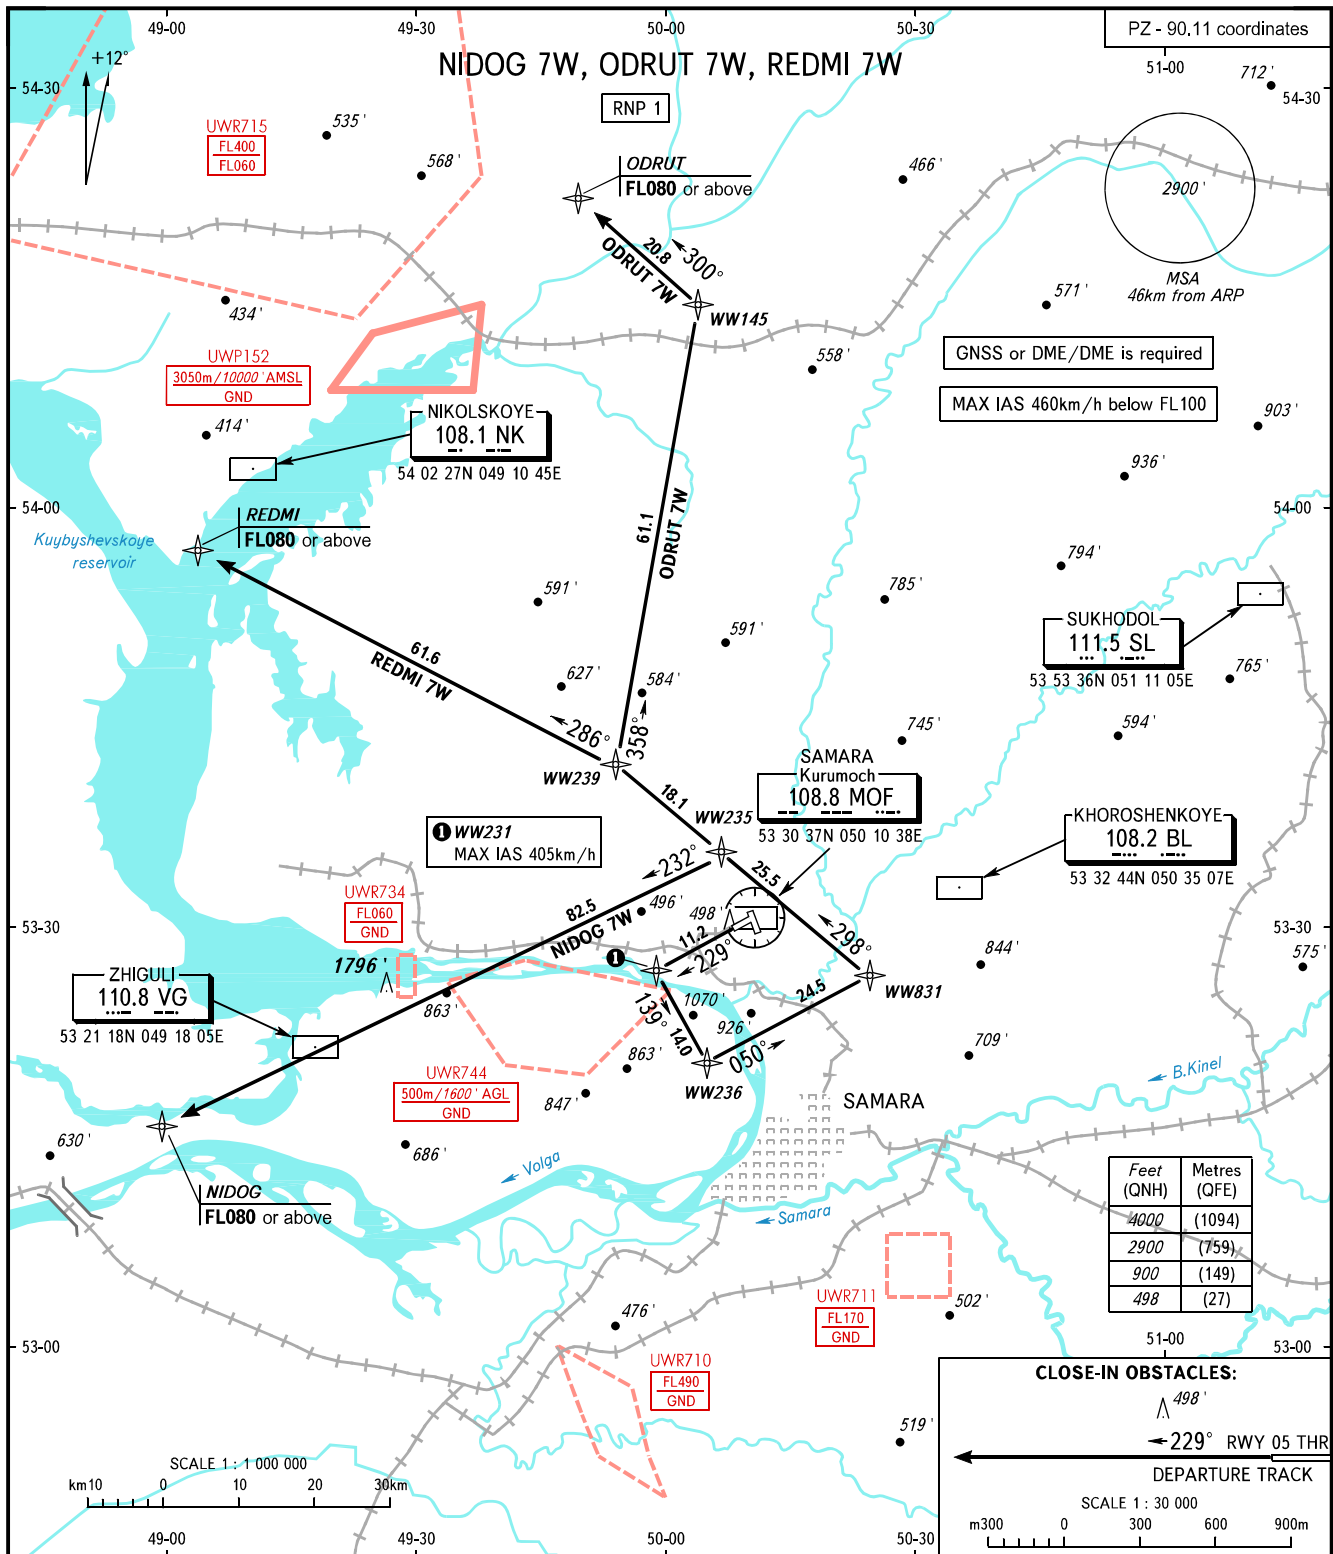 49-00
49-30
50-00
50-30
PZ - 90.11 coordinates
51-00
+12°
NIDOG 7W, ODRUT 7W, REDMI 7W
RNP 1
54-30
712'
54-30
UWR715
FL400
FL060
535'
568'
ODRUT
FL080 or above
466'
2900'
MSA
46km from ARP
20.8
ODRUT 7W
300°
WW145
434'
571'
558'
GNSS or DME/DME is required
MAX IAS 460km/h below FL100
UWP152
3050m/10000' AMSL
GND
414'
NIKOLSKOYE
108.1 NK
54 02 27N 049 10 45E
903'
936'
54-00
54-00
REDMI
FL080 or above
Kuybyshevskoye
reservoir
61.1
ODRUT 7W
794'
591'
785'
591'
SUKHODOL
111.5 SL
53 53 36N 051 11 05E
61.6
REDMI 7W
627'
584'
765'
594'
745'
286°
358°
WW239
18.1
WW235
SAMARA
Kurumoch
108.8 MOF
53 30 37N 050 10 38E
1 WW231
MAX IAS 405km/h
KHOROSHENKOYE
108.2 BL
53 32 44N 050 35 07E
232°
25.5
UWR734
FL060
GND
82.5
NIDOG 7W
496'
498'
11.2
229°
298°
53-30
53-30
844'
575'
1796'
1
ZHIGULI
110.8 VG
53 21 18N 049 18 05E
863'
WW831
24.5
1070'
926'
139°
14.0
050°
709'
863'
WW236
UWR744
500m/1600' AGL
GND
847'
SAMARA
B.Kinel
630'
686'
Volga
NIDOG
FL080 or above
Samara
Feet
(QNH)
Metres
(QFE)
4000 (1094)
2900 (759)
900 (149)
498 (27)
UWR711
FL170
GND
502'
476'
53-00
51-00
53-00
UWR710
FL490
GND
519'
CLOSE-IN OBSTACLES:
498'
229° RWY 05 THR
DEPARTURE TRACK
SCALE 1 : 30 000
m300 0 300 600 900m
SCALE 1 : 1 000 000
km10 0 10 20 30km
49-00
49-30
50-00
50-30